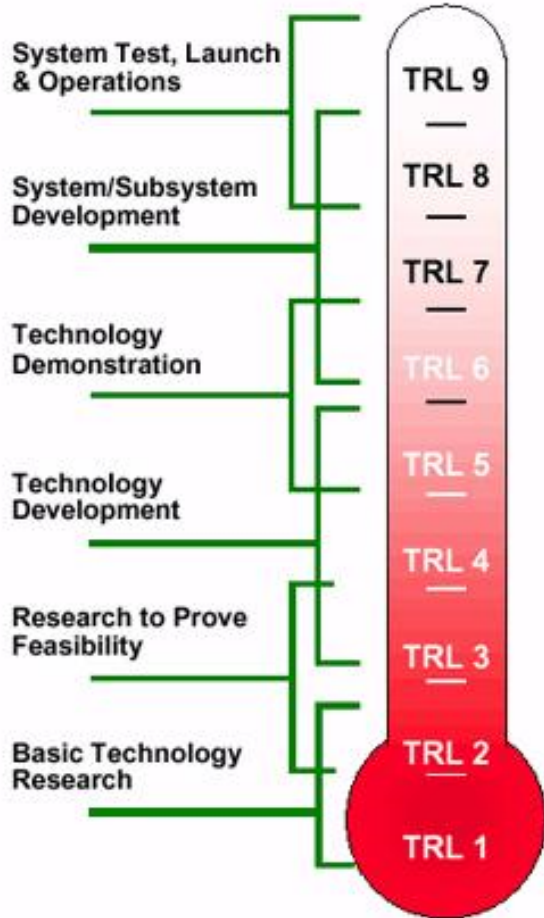 System Test, Launch
& Operations
System/Subsystem
Development
Technology
Demonstration
Technology
Development
Research to Prove
Feasibility
Basic Technology
Research
TRL 9
TRL 8
TRL 7
TRL 6
TRL 5
TRL 4
TRL 3
TRL 2
TRL 1